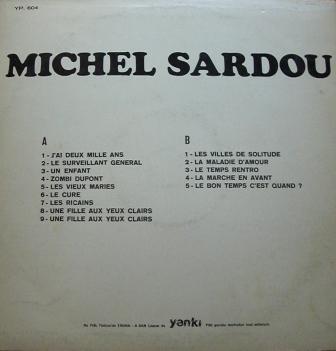 YP. 604
MICHEL SARDOU
A
1 - J'AI DEUX MILLE ANS
2 - LE SURVEILLANT GENERAL
3 - UN ENFANT
4 - ZOMBI DUPONT
5 - LES VIEUX MARIES
6 - LE CURE
7 - LES RICAINS
8 - UNE FILLE AUX YEUX CLAIRS
9 - UNE FILLE AUX YEUX CLAIRS
B
1 - LES VILLES DE SOLITUDE
2 - LA MALADIE D'AMOUR
3 - LE TEMPS RENTRO
4 - LA MARCHE EN AVANT
5 - LE BON TEMPS C'EST QUAND ?
yankı